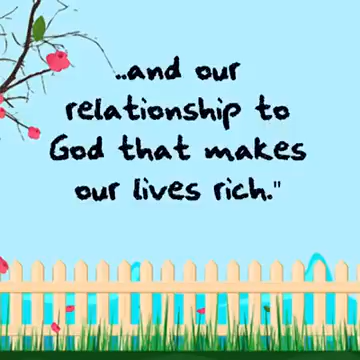 ..and our
relationship to
God that makes
our lives rich."